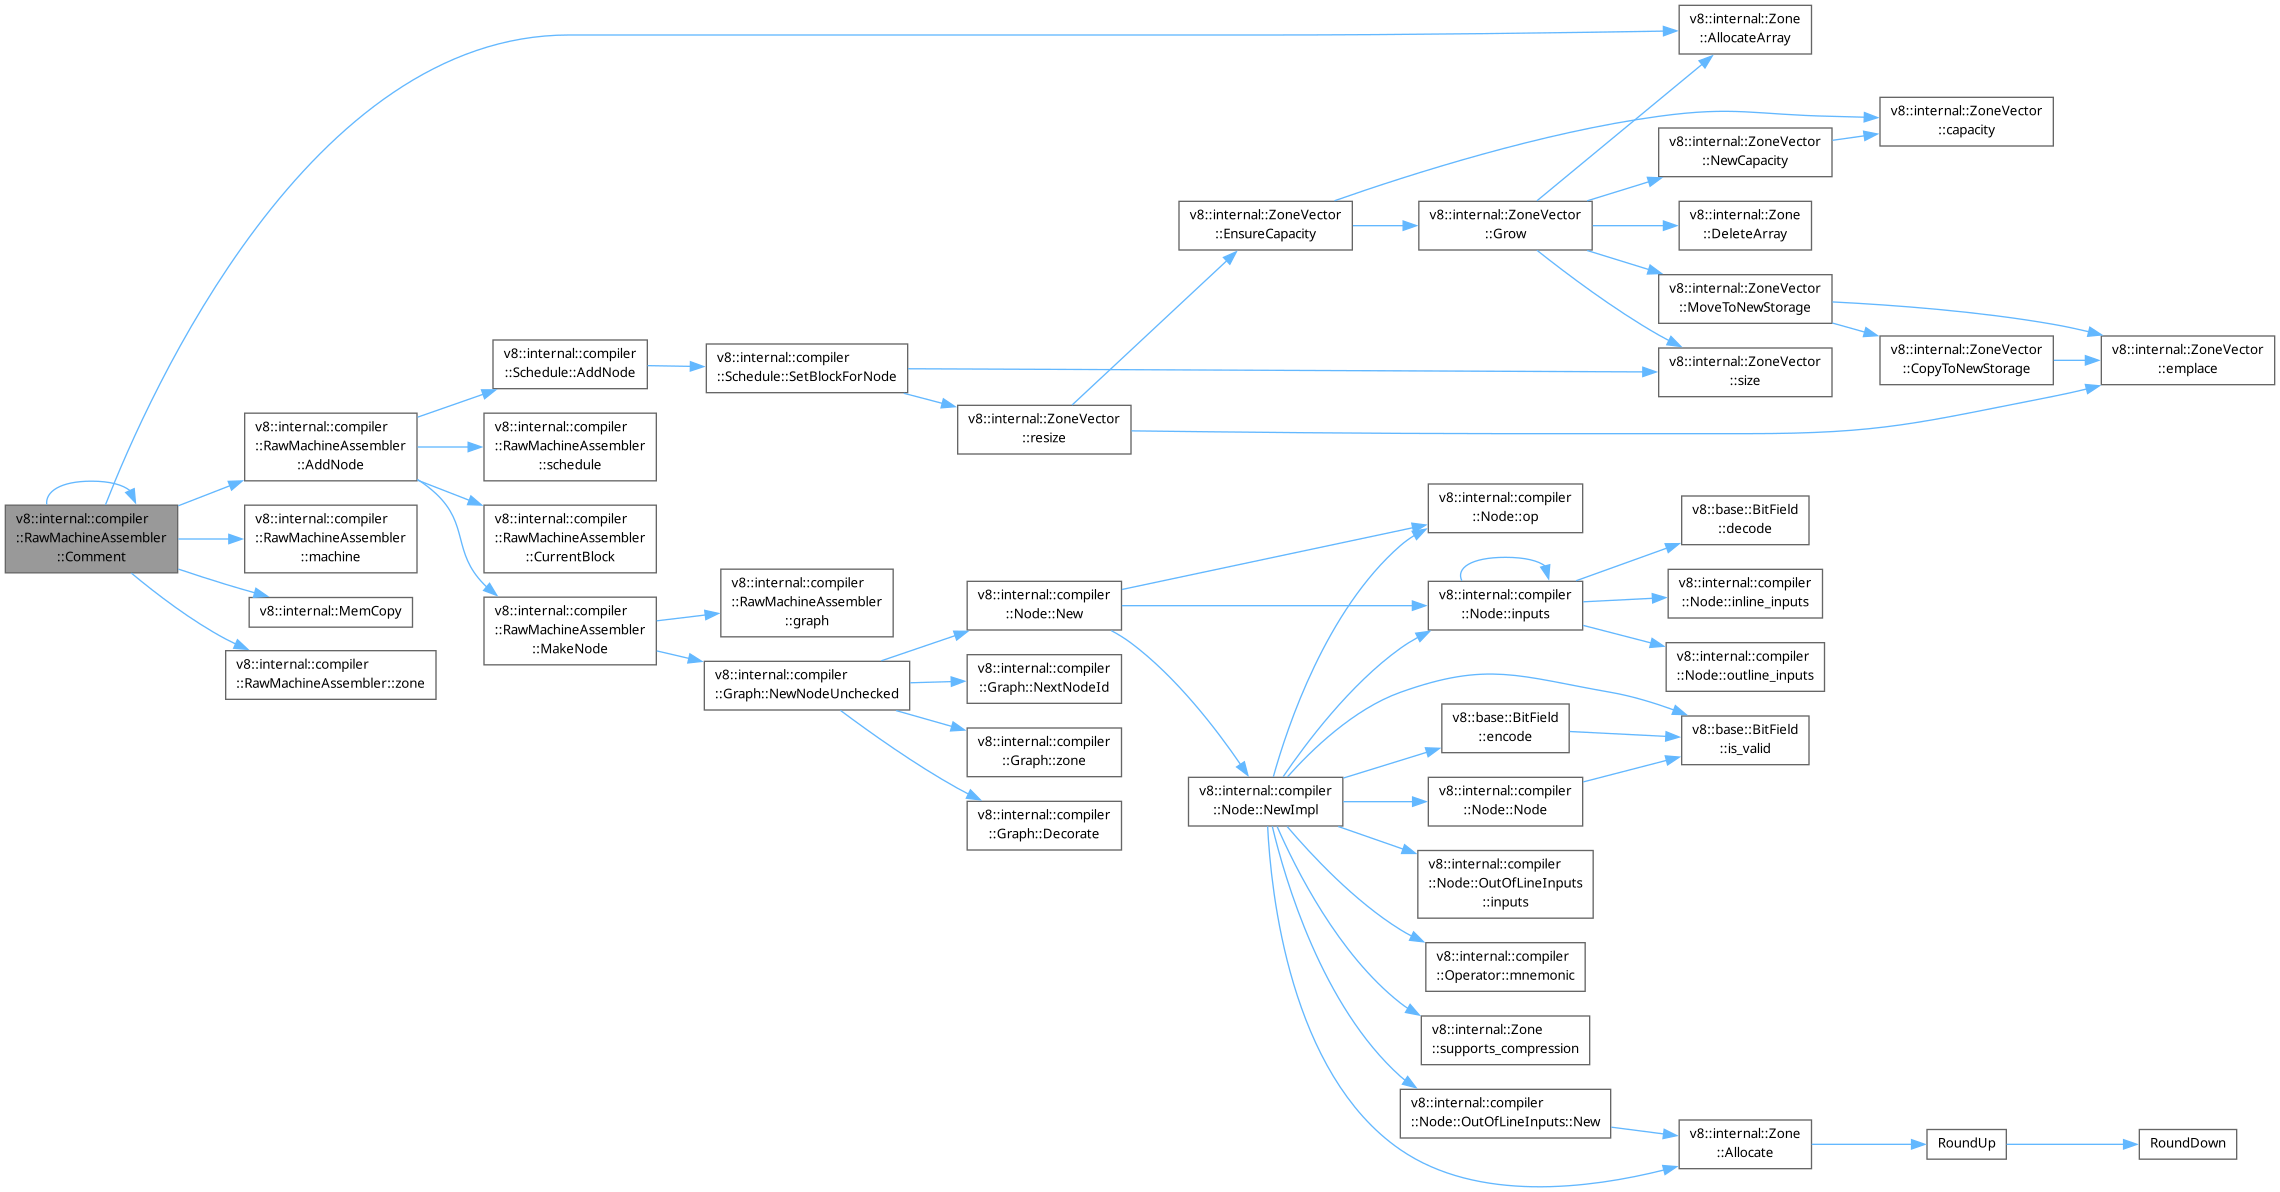 v8::internal::Zone
::AllocateArray
v8::internal::ZoneVector
::capacity
v8::internal::ZoneVector
::NewCapacity
v8::internal::ZoneVector
::EnsureCapacity
v8::internal::ZoneVector
::Grow
v8::internal::Zone
::DeleteArray
v8::internal::ZoneVector
::MoveToNewStorage
v8::internal::compiler
::Schedule::AddNode
v8::internal::compiler
::Schedule::SetBlockForNode
v8::internal::ZoneVector
::size
v8::internal::ZoneVector
::CopyToNewStorage
v8::internal::ZoneVector
::emplace
v8::internal::ZoneVector
::resize
v8::internal::compiler
::RawMachineAssembler
::AddNode
v8::internal::compiler
::RawMachineAssembler
::schedule
v8::internal::compiler
::RawMachineAssembler
::Comment
v8::internal::compiler
::RawMachineAssembler
::machine
v8::internal::compiler
::RawMachineAssembler
::CurrentBlock
v8::internal::compiler
::Node::op
v8::base::BitField
::decode
v8::internal::MemCopy
v8::internal::compiler
::RawMachineAssembler
::MakeNode
v8::internal::compiler
::RawMachineAssembler
::graph
v8::internal::compiler
::Node::New
v8::internal::compiler
::Node::inputs
v8::internal::compiler
::Node::inline_inputs
v8::internal::compiler
::RawMachineAssembler::zone
v8::internal::compiler
::Graph::NewNodeUnchecked
v8::internal::compiler
::Graph::NextNodeId
v8::internal::compiler
::Node::outline_inputs
v8::internal::compiler
::Graph::zone
v8::base::BitField
::encode
v8::base::BitField
::is_valid
v8::internal::compiler
::Graph::Decorate
v8::internal::compiler
::Node::NewImpl
v8::internal::compiler
::Node::Node
v8::internal::compiler
::Node::OutOfLineInputs
::inputs
v8::internal::compiler
::Operator::mnemonic
v8::internal::Zone
::supports_compression
v8::internal::compiler
::Node::OutOfLineInputs::New
v8::internal::Zone
::Allocate
RoundUp
RoundDown